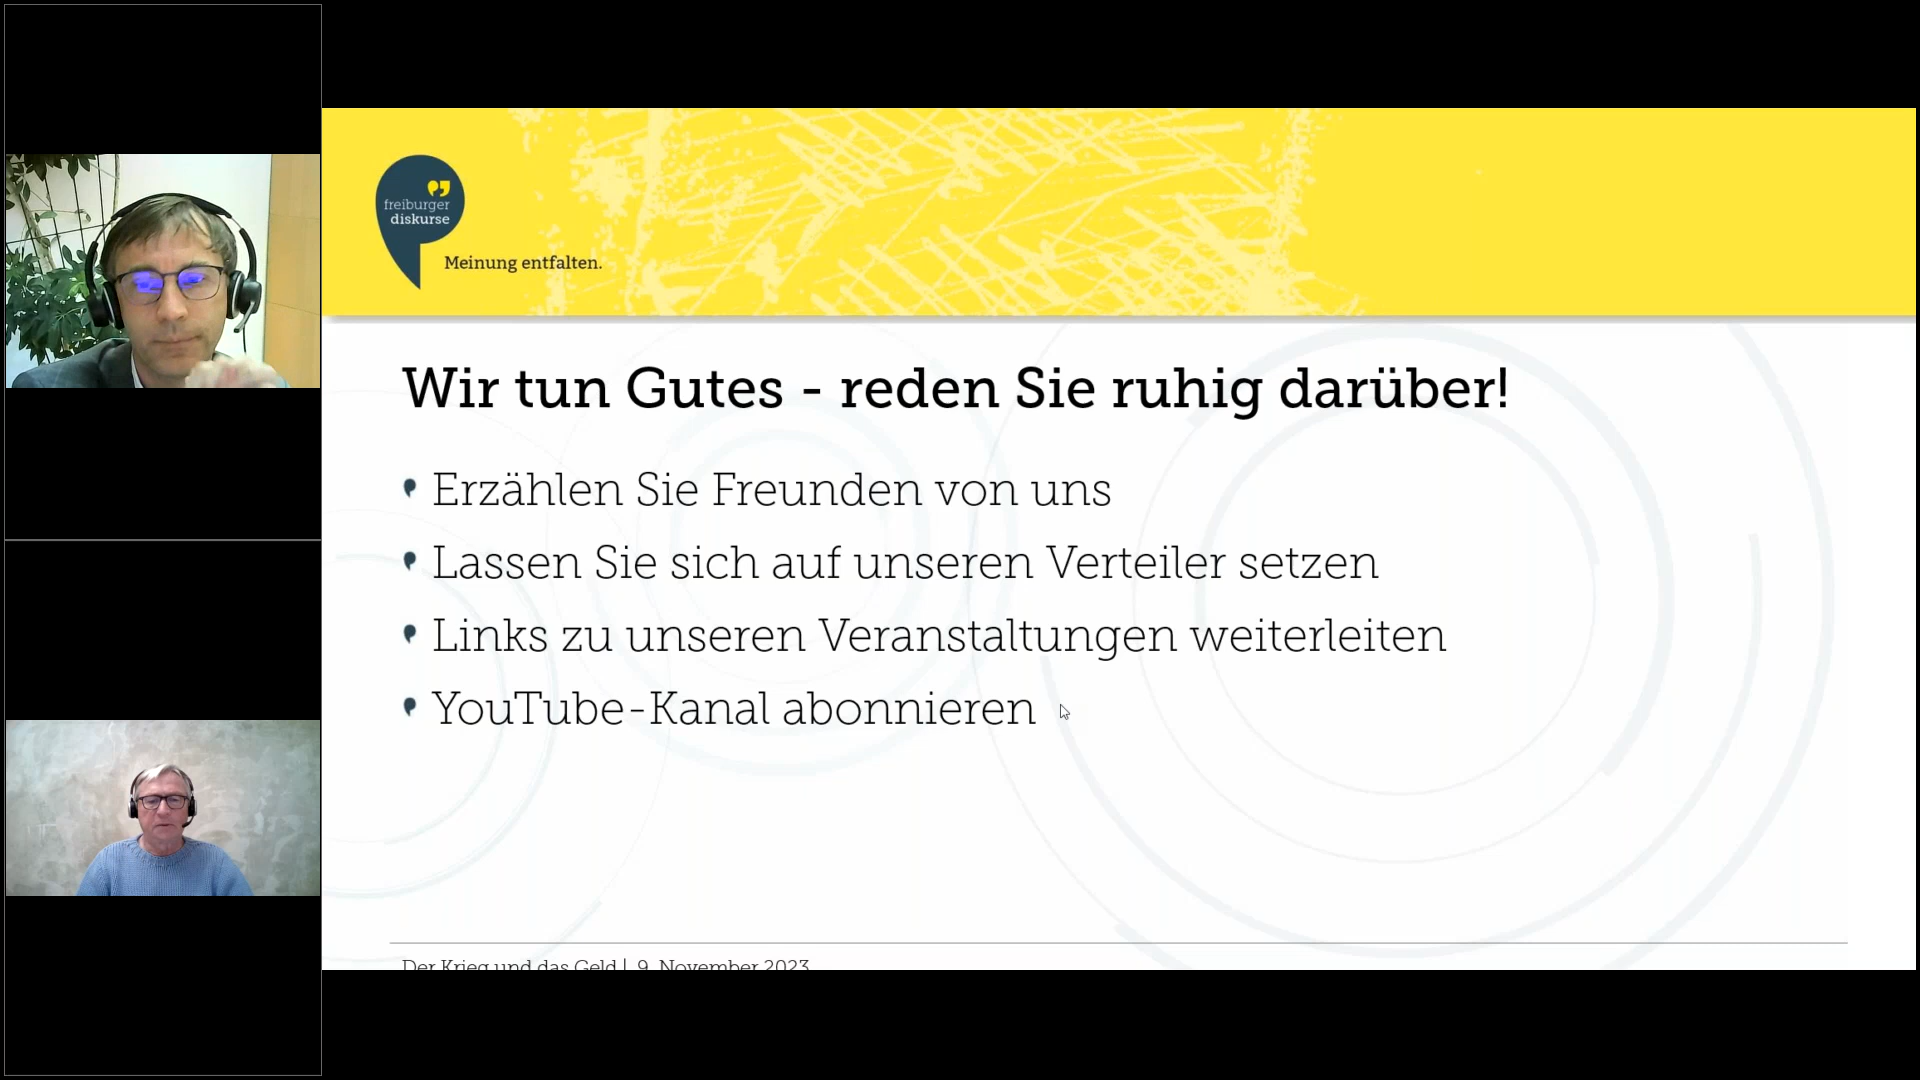 freiburger
diskurse
Meinung entfalten.
Wir tun Gutes - reden Sie ruhig darüber!
Erzählen Sie Freunden von uns
Lassen Sie sich auf unseren Verteiler setzen
Links zu unseren Veranstaltungen weiterleiten
YouTube-Kanal abonnieren
Der Krieg und das Geld | 9. November 2023